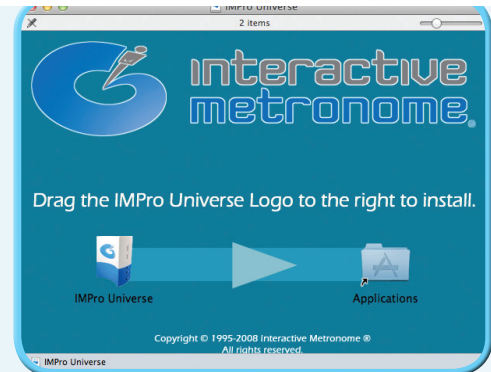 IMPro Universe
2 items
Interactive
metronome®
Drag the IMPro Universe Logo to the right to install.
IMPro Universe
Applications
Copyright © 1995-2008 Interactive Metronome ®
All rights reserved.
IMPro Universe